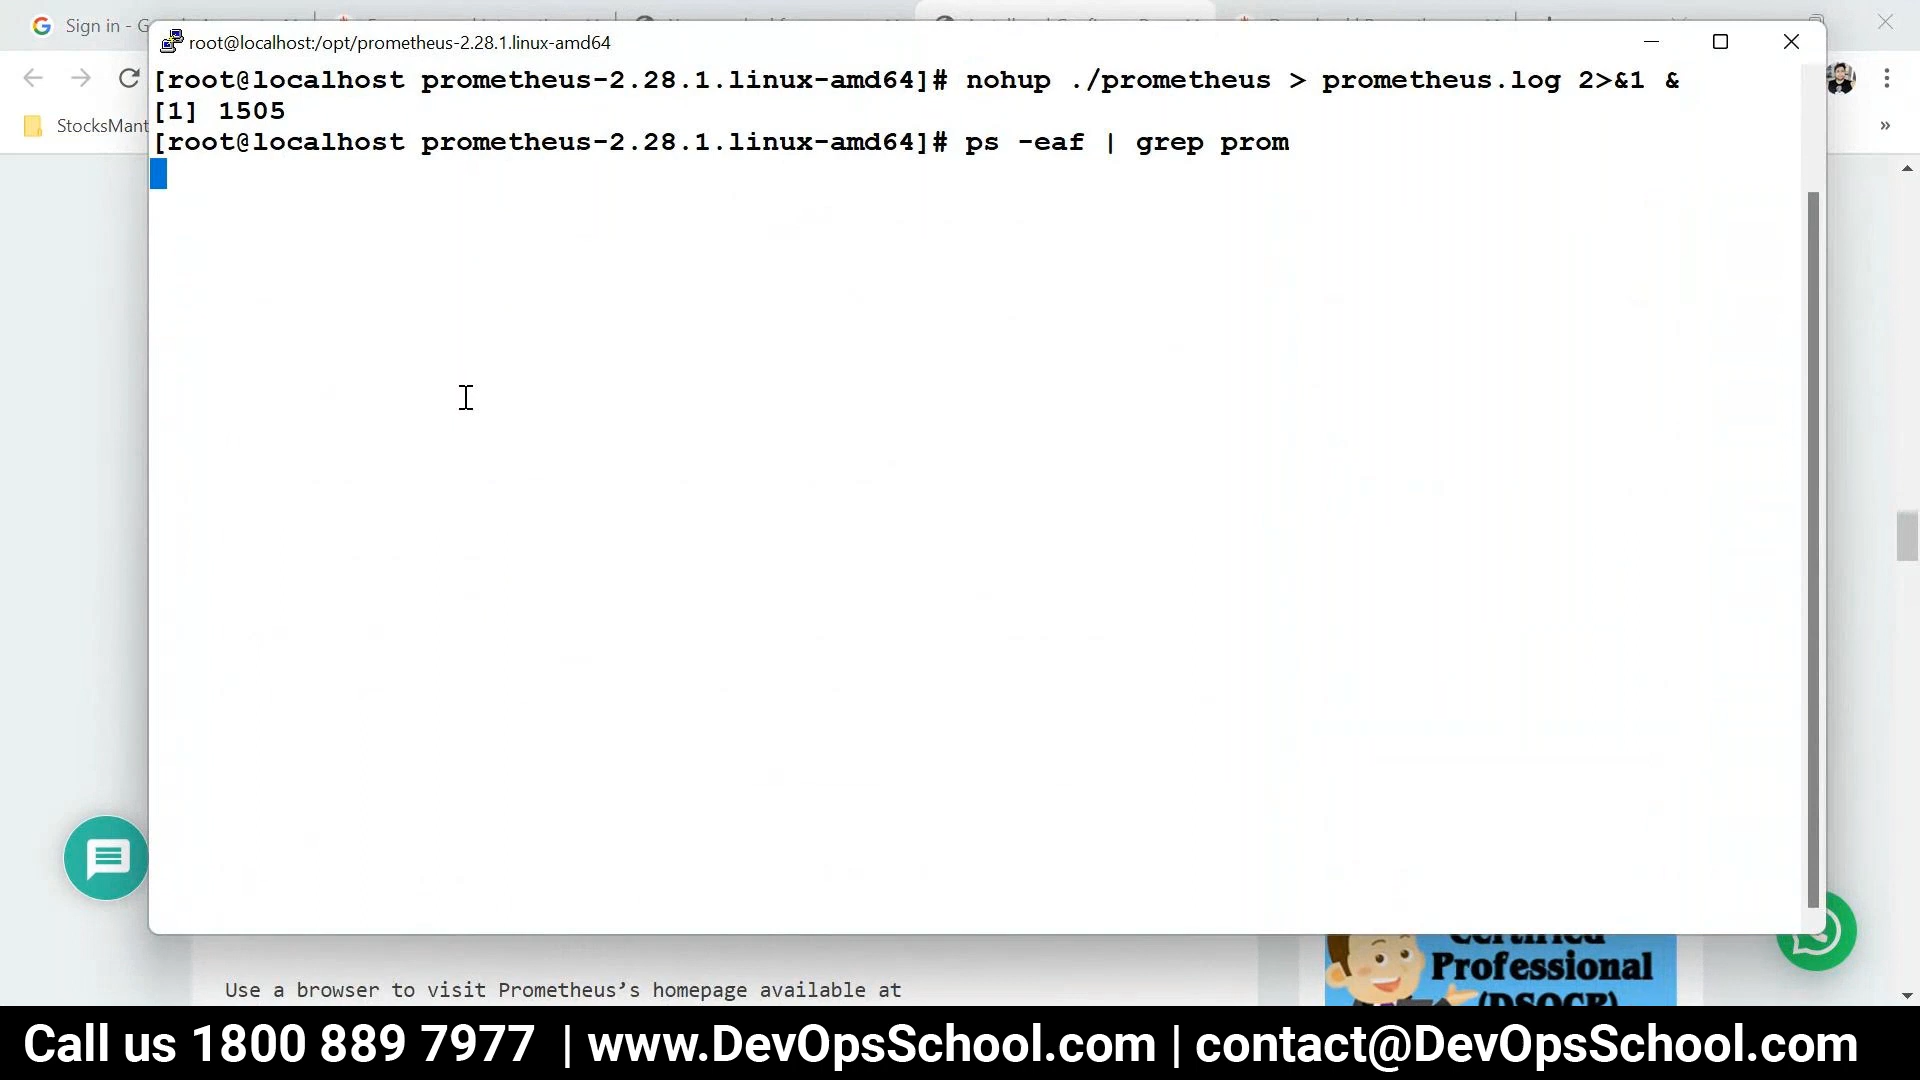 Sign in - G
root@localhost:/opt/prometheus-2.28.1.linux-amd64
[root@localhost prometheus-2.28.1.linux-amd64]# nohup ./prometheus > prometheus.log 2>&1 &
[1] 1505
[root@localhost prometheus-2.28.1.linux-amd64]# ps -eaf | grep prom
StocksMant
»
Use a browser to visit Prometheus’s homepage available at
Certified
Professional
(DSOCP)
Call us 1800 889 7977 | www.DevOpsSchool.com | contact@DevOpsSchool.com